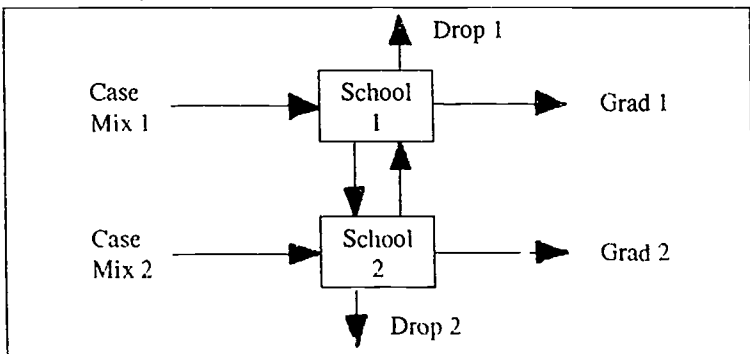 Drop 1
Case
Mix 1
School
1
Grad 1
Case
Mix 2
School
2
Grad 2
Drop 2